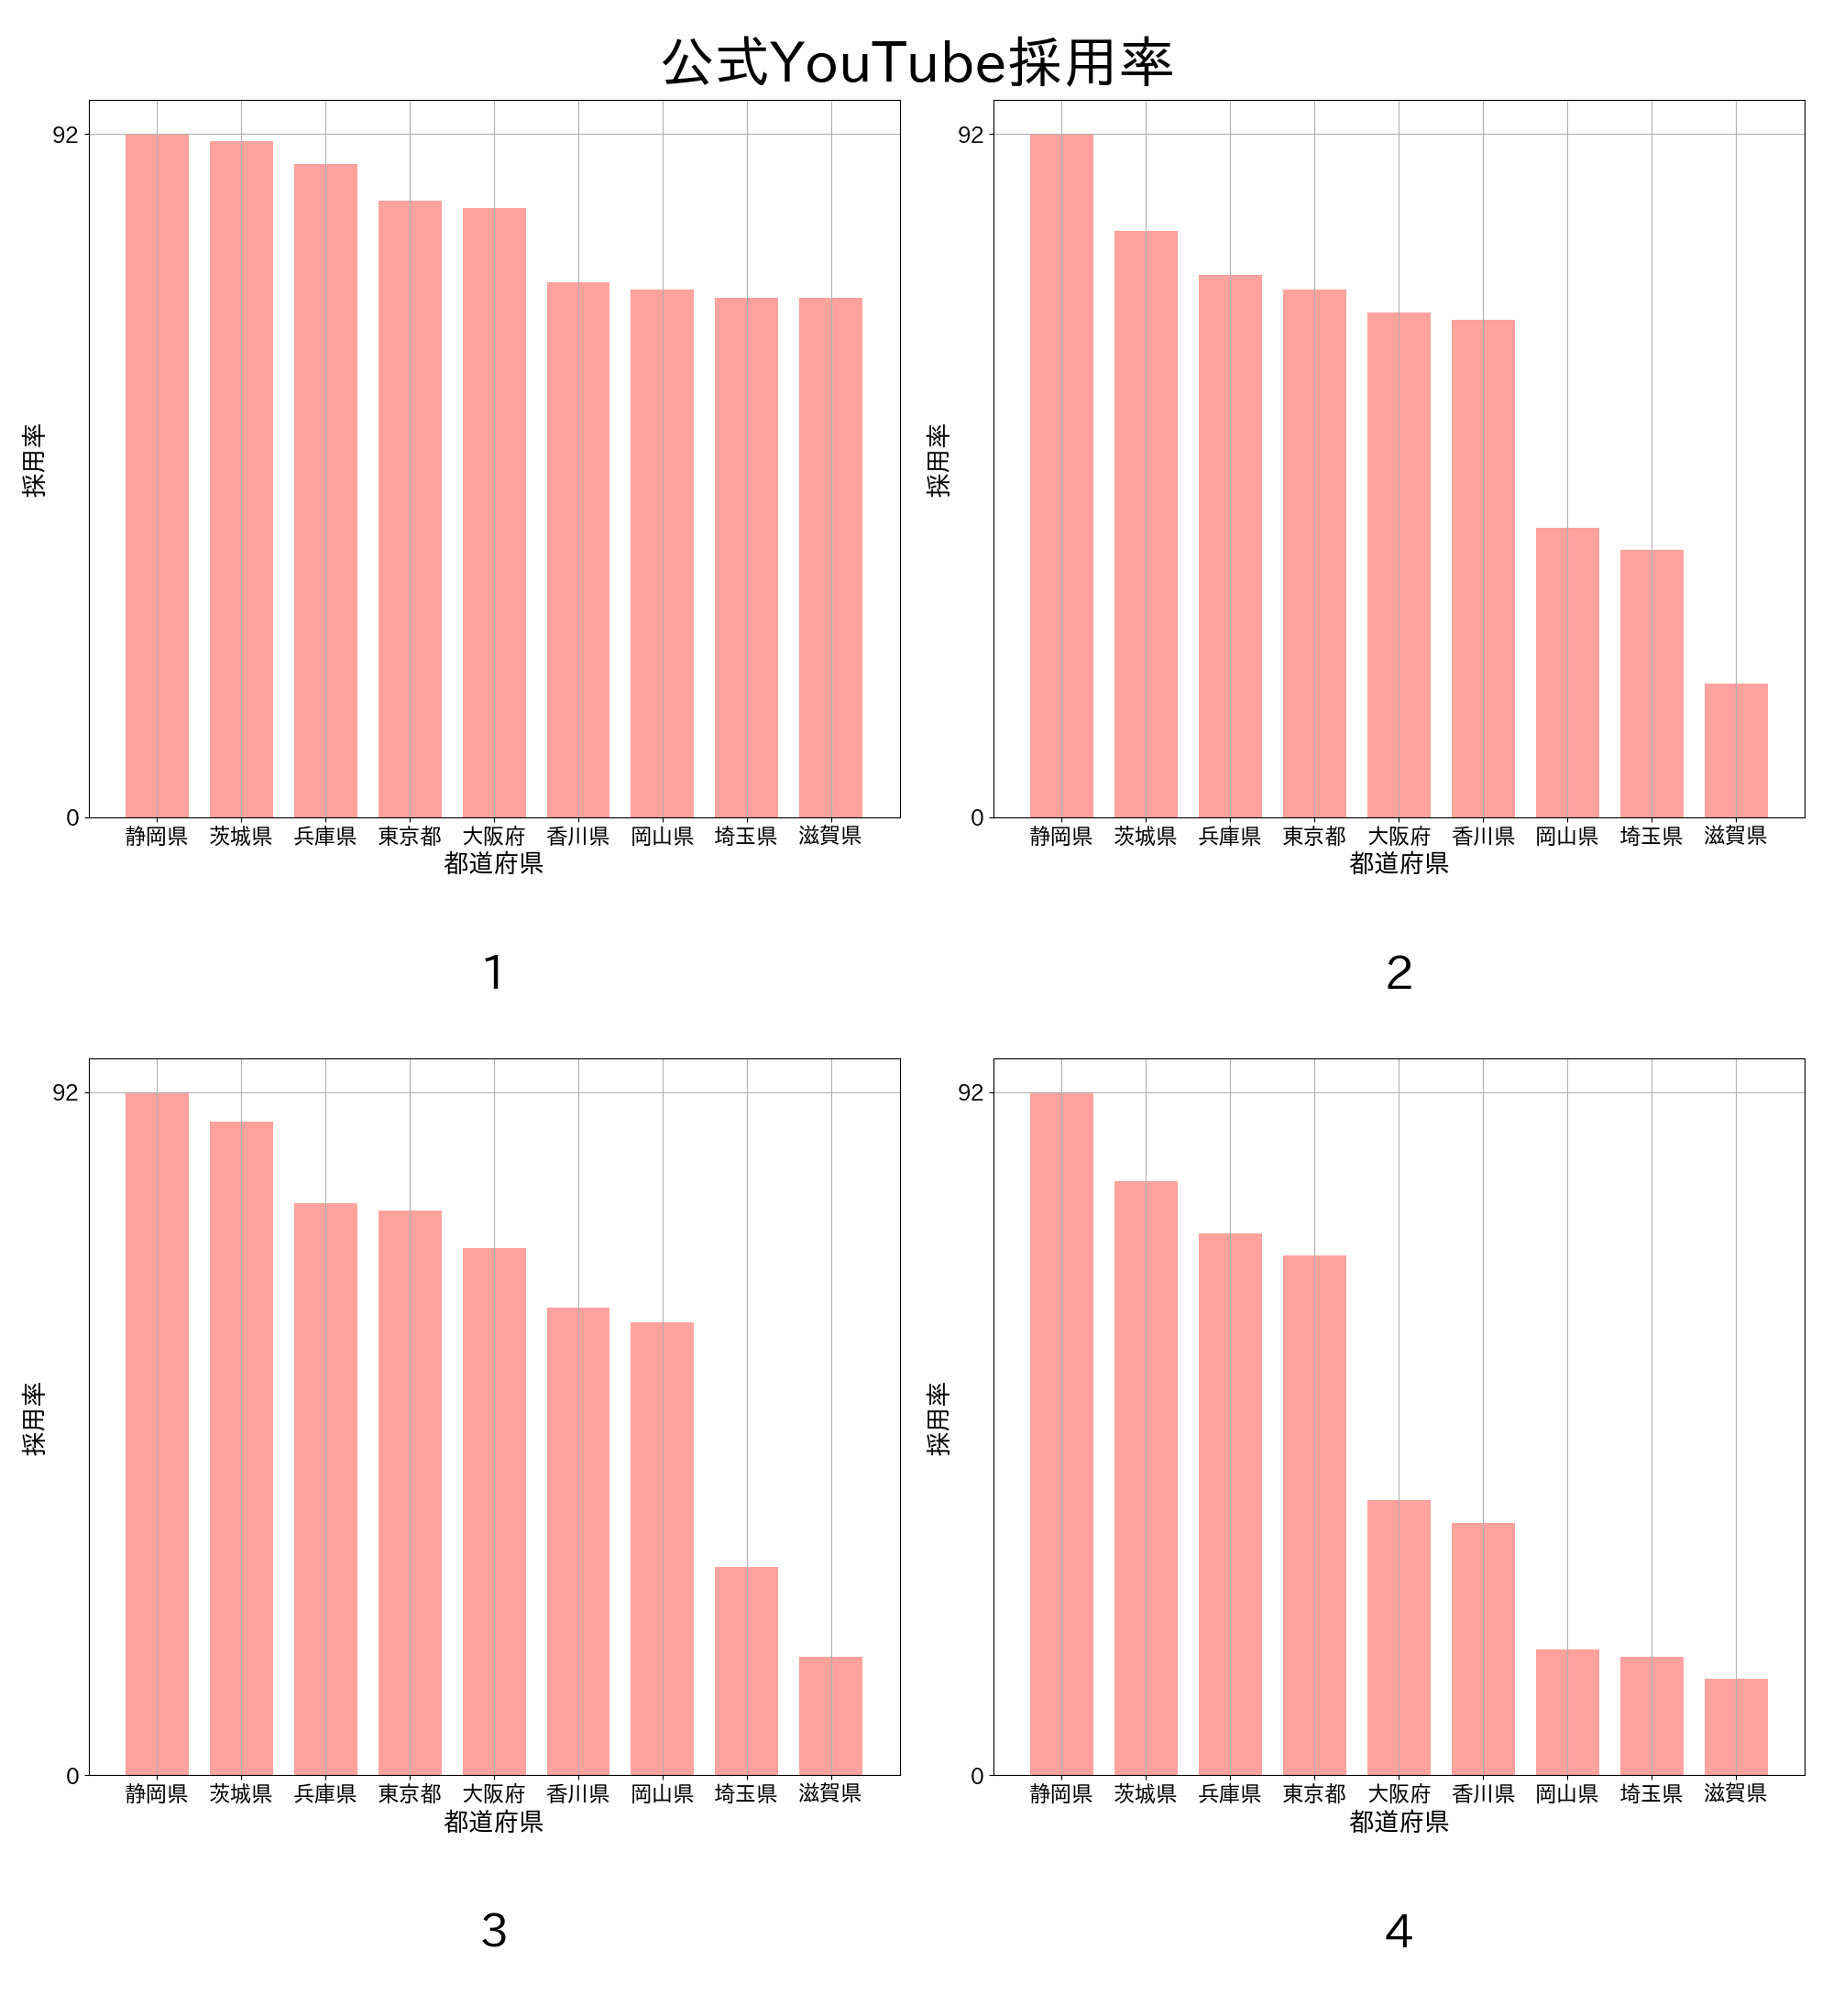 公式YouTube採用率
92
0
採用率
静岡県 茨城県 兵庫県 東京都 大阪府 香川県 岡山県 埼玉県 滋賀県
都道府県
1
92
0
採用率
静岡県 茨城県 兵庫県 東京都 大阪府 香川県 岡山県 埼玉県 滋賀県
都道府県
2
92
0
採用率
静岡県 茨城県 兵庫県 東京都 大阪府 香川県 岡山県 埼玉県 滋賀県
都道府県
3
92
0
採用率
静岡県 茨城県 兵庫県 東京都 大阪府 香川県 岡山県 埼玉県 滋賀県
都道府県
4